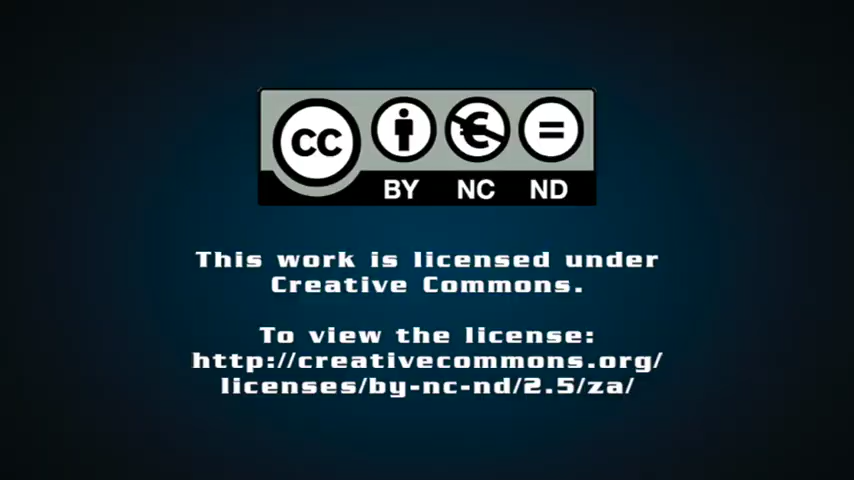 CC
BY NC ND
This work is licensed under
Creative Commons.
To view the license:
http://creativecommons.org/
licenses/by-nc-nd/2.5/za/